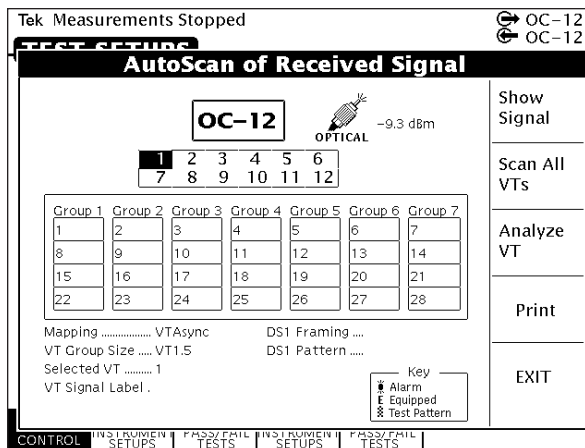 Tek Measurements Stopped
OC-12
OC-12
TEST SETUPS
AutoScan of Received Signal
OC-12
OPTICAL
-9.3 dBm
1 2 3 4 5 6
7 8 9 10 11 12
Group 1 Group 2 Group 3 Group 4 Group 5 Group 6 Group 7
1 2 3 4 5 6 7
8 9 10 11 12 13 14
15 16 17 18 19 20 21
22 23 24 25 26 27 28
Mapping ................. VTAsync
VT Group Size ..... VT1.5
Selected VT .......... 1
VT Signal Label .
DS1 Framing ....
DS1 Pattern .....
Key
Alarm
E Equipped
Test Pattern
Show
Signal
Scan All
VTs
Analyze
VT
Print
EXIT
CONTROL
INSTRUMENT
SETUPS
PASS/FAIL
TESTS
INSTRUMENT
SETUPS
PASS/FAIL
TESTS